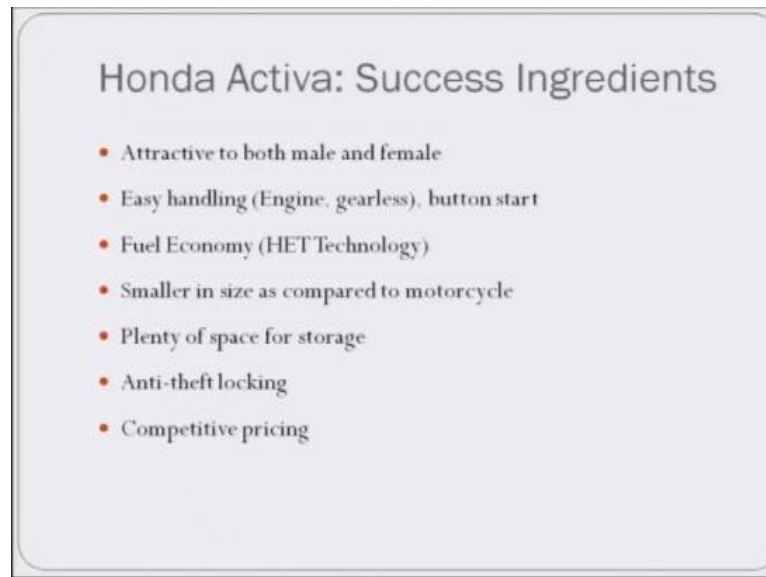 Honda Activa: Success Ingredients
• Attractive to both male and female
• Easy handling (Engine, gearless), button start
• Fuel Economy (HET Technology)
• Smaller in size as compared to motorcycle
• Plenty of space for storage
• Anti-theft locking
• Competitive pricing